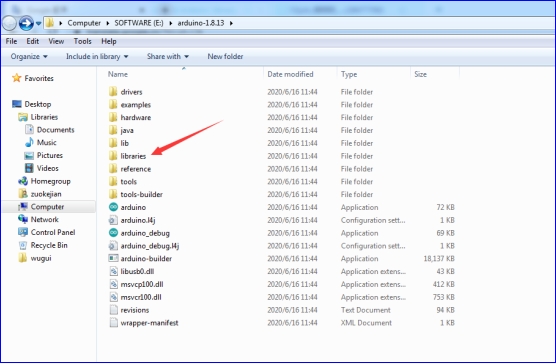 Computer ▸ SOFTWARE (E:) ▸ arduino-1.8.13 ▸
File Edit View Tools Help
Organize ▼ Include in library ▼ Share with ▼ New folder
Favorites
Desktop
Libraries
Documents
Music
Pictures
Videos
Homegroup
zuokejian
Computer
Network
Control Panel
Recycle Bin
wugui
Name Date modified Type Size
drivers 2020/6/16 11:44 File folder
examples 2020/6/16 11:44 File folder
hardware 2020/6/16 11:44 File folder
java 2020/6/16 11:44 File folder
lib 2020/6/16 11:44 File folder
libraries 2020/6/16 11:44 File folder
reference 2020/6/16 11:44 File folder
tools 2020/6/16 11:44 File folder
tools-builder 2020/6/16 11:44 File folder
arduino 2020/6/16 11:44 Application 72 KB
arduino.l4j 2020/6/16 11:44 Configuration sett... 1 KB
arduino_debug 2020/6/16 11:44 Application 69 KB
arduino_debug.l4j 2020/6/16 11:44 Configuration sett... 1 KB
arduino-builder 2020/6/16 11:44 Application 18,137 KB
libusb0.dll 2020/6/16 11:44 Application extens... 43 KB
msvcp100.dll 2020/6/16 11:44 Application extens... 412 KB
msvcr100.dll 2020/6/16 11:44 Application extens... 753 KB
revisions 2020/6/16 11:44 Text Document 94 KB
wrapper-manifest 2020/6/16 11:44 XML Document 1 KB